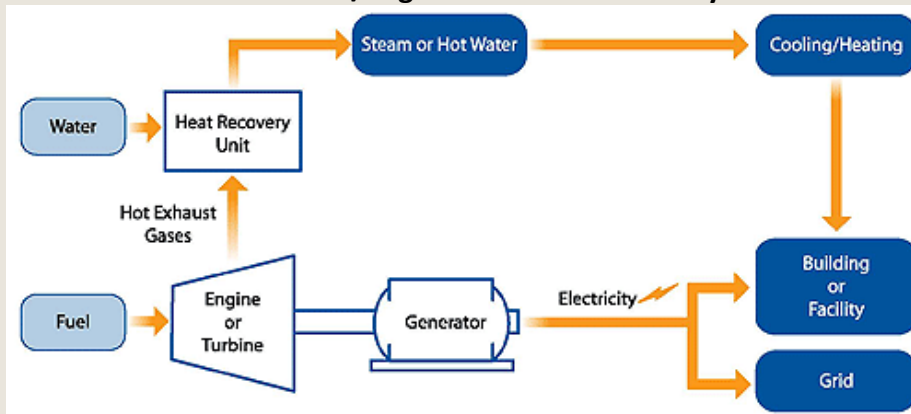 Steam or Hot Water
Cooling/Heating
Water
Heat Recovery
Unit
Hot Exhaust
Gases
Fuel
Engine
or
Turbine
Generator
Electricity
Building
or
Facility
Grid